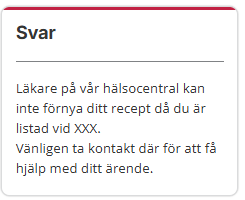 Svar
Läkare på vår hälsocentral kan
inte förnya ditt recept då du är
listad vid XXX.
Vänligen ta kontakt där för att få
hjälp med ditt ärende.